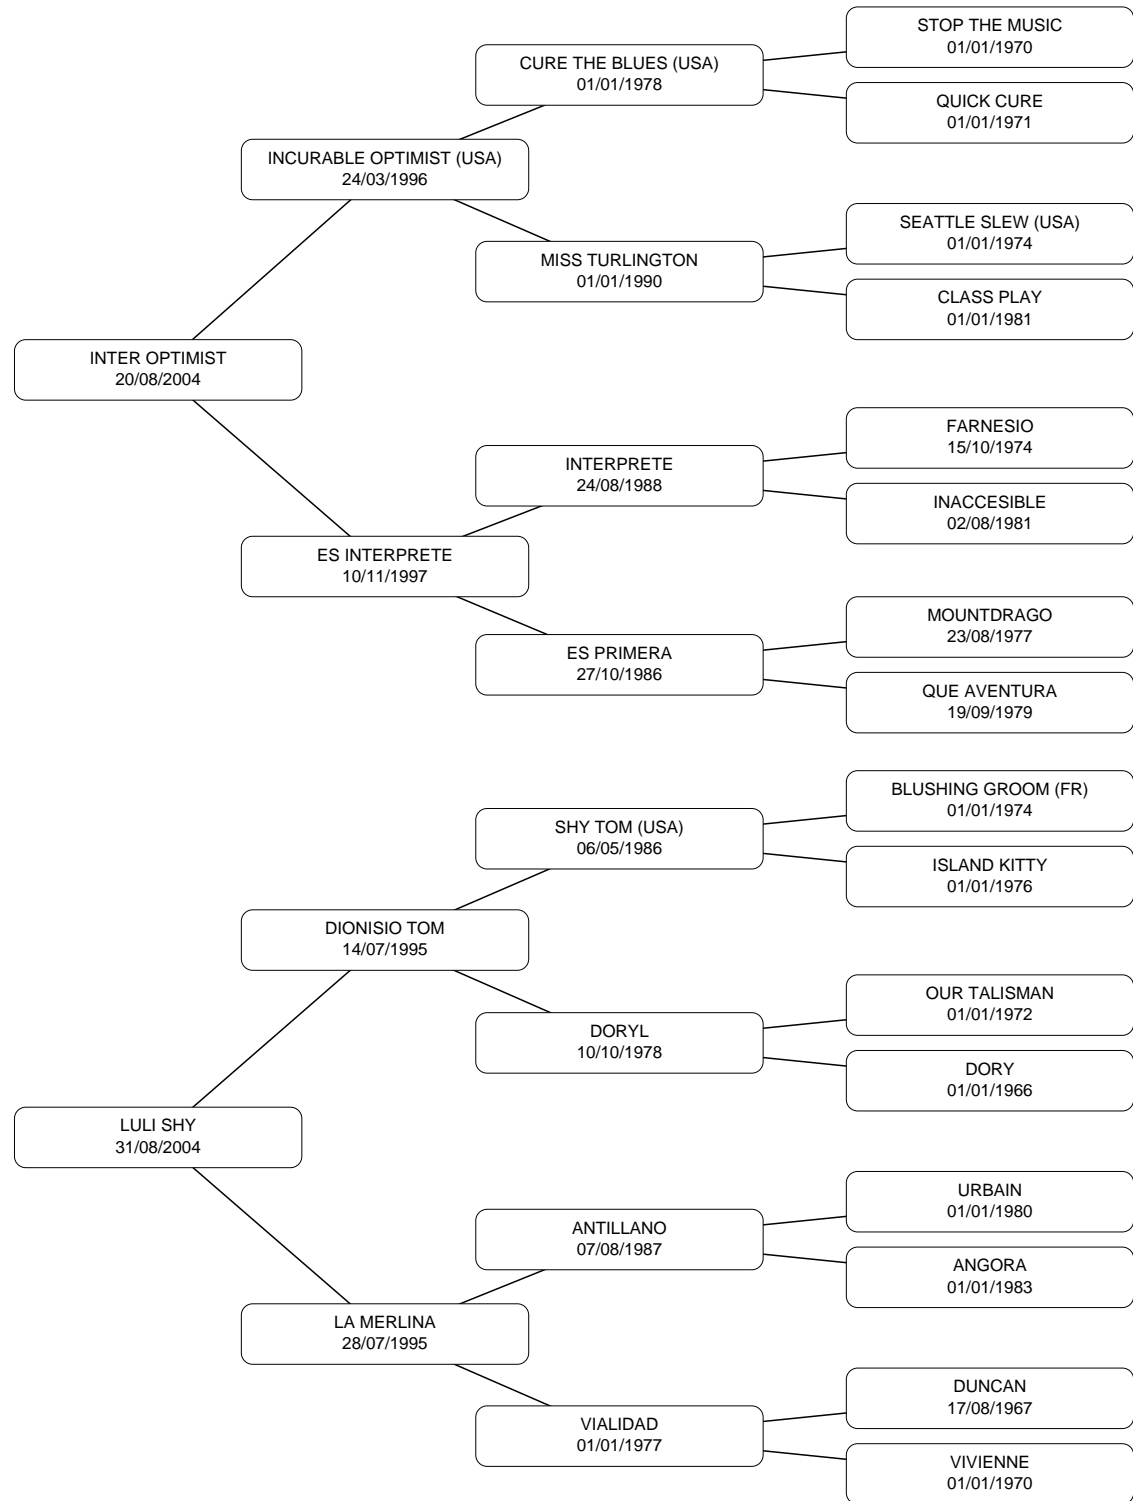 STOP THE MUSIC
01/01/1970
CURE THE BLUES (USA)
01/01/1978
QUICK CURE
01/01/1971
INCURABLE OPTIMIST (USA)
24/03/1996
SEATTLE SLEW (USA)
01/01/1974
MISS TURLINGTON
01/01/1990
CLASS PLAY
01/01/1981
INTER OPTIMIST
20/08/2004
FARNESIO
15/10/1974
INTERPRETE
24/08/1988
INACCESIBLE
02/08/1981
ES INTERPRETE
10/11/1997
MOUNTDRAGO
23/08/1977
ES PRIMERA
27/10/1986
QUE AVENTURA
19/09/1979
BLUSHING GROOM (FR)
01/01/1974
SHY TOM (USA)
06/05/1986
ISLAND KITTY
01/01/1976
DIONISIO TOM
14/07/1995
OUR TALISMAN
01/01/1972
DORYL
10/10/1978
DORY
01/01/1966
LULI SHY
31/08/2004
URBAIN
01/01/1980
ANTILLANO
07/08/1987
ANGORA
01/01/1983
LA MERLINA
28/07/1995
DUNCAN
17/08/1967
VIALIDAD
01/01/1977
VIVIENNE
01/01/1970